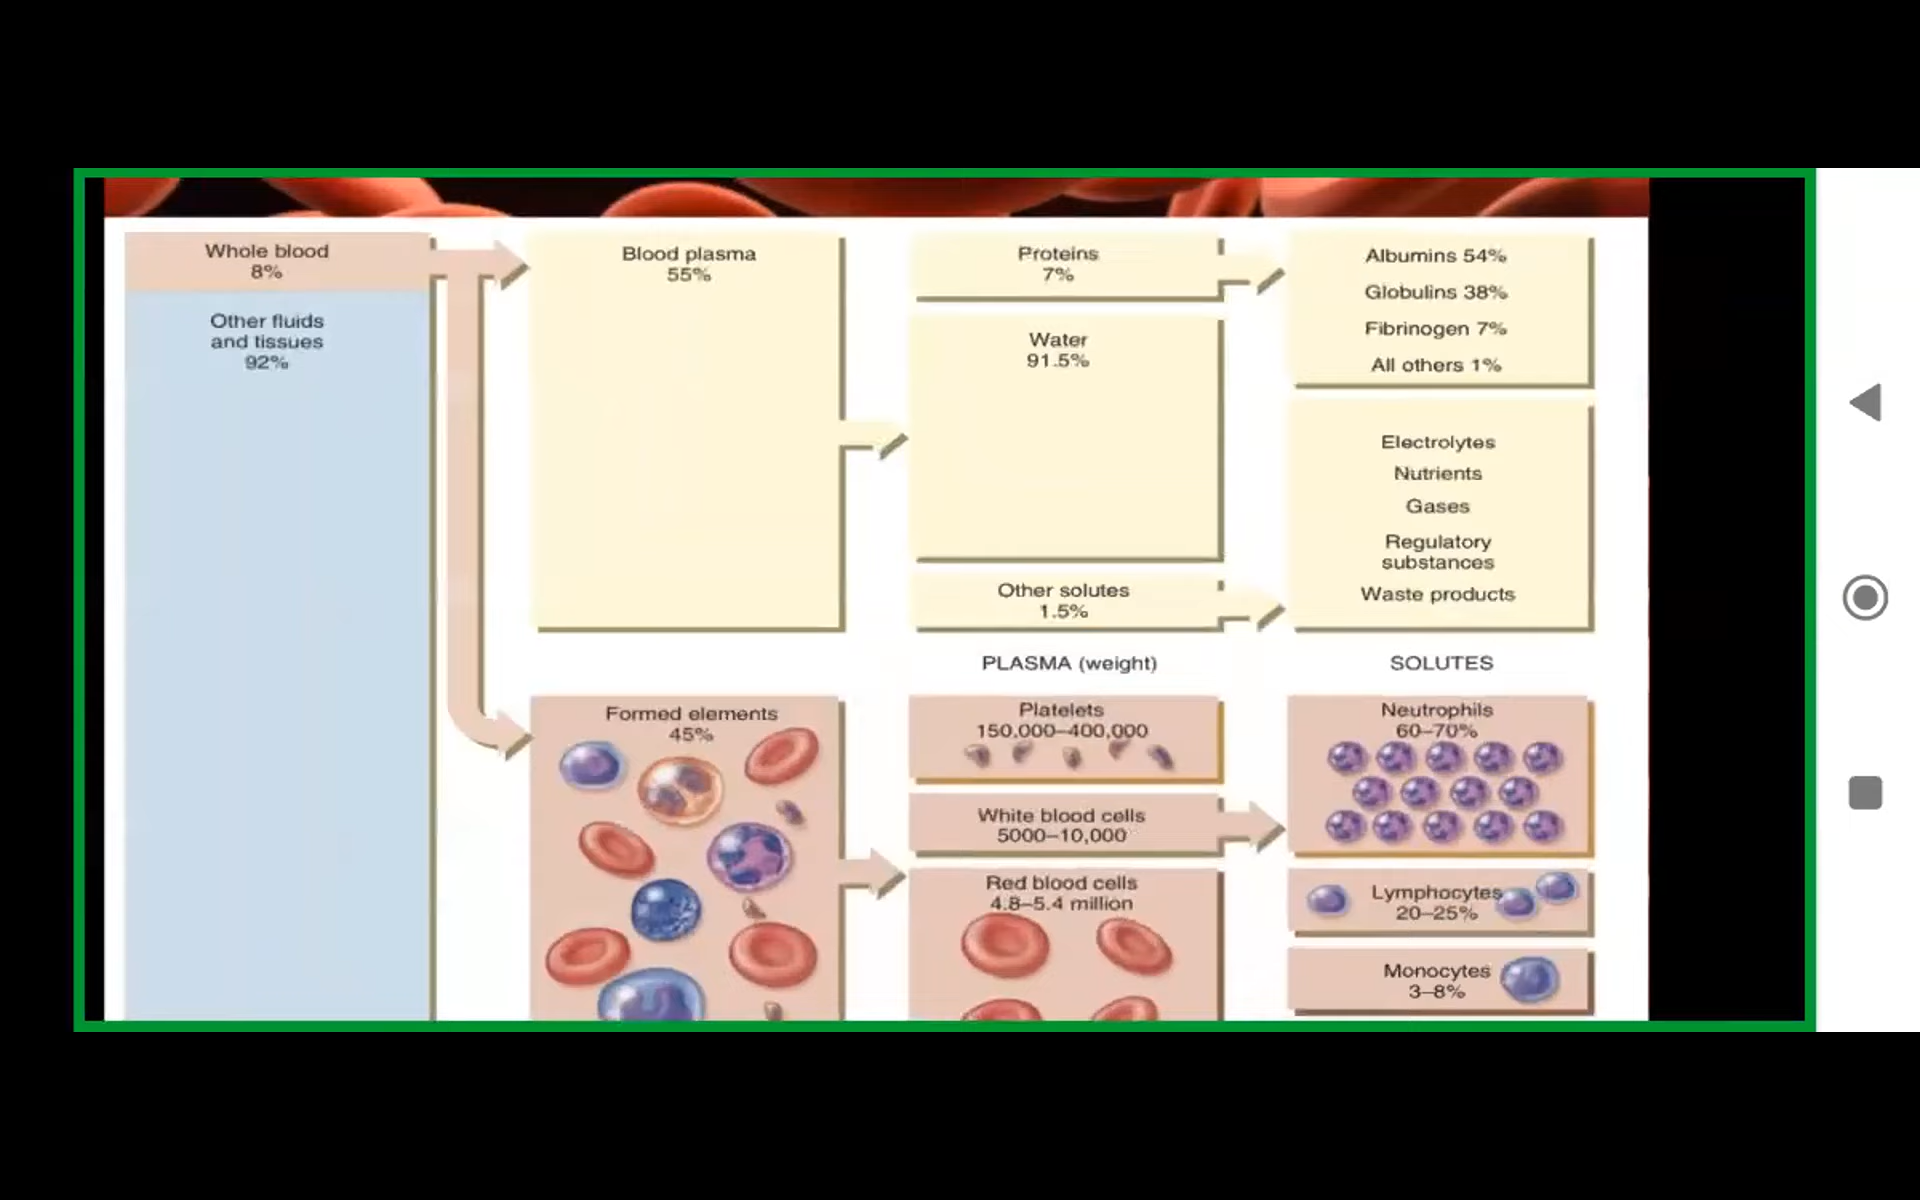 Whole blood
8%
Other fluids
and tissues
92%
Blood plasma
55%
Proteins
7%
Water
91.5%
Other solutes
1.5%
PLASMA (weight)
Albumins 54%
Globulins 38%
Fibrinogen 7%
All others 1%
Electrolytes
Nutrients
Gases
Regulatory
substances
Waste products
SOLUTES
Formed elements
45%
Platelets
150,000–400,000
White blood cells
5000–10,000
Red blood cells
4.8–5.4 million
Neutrophils
60–70%
Lymphocytes
20–25%
Monocytes
3–8%